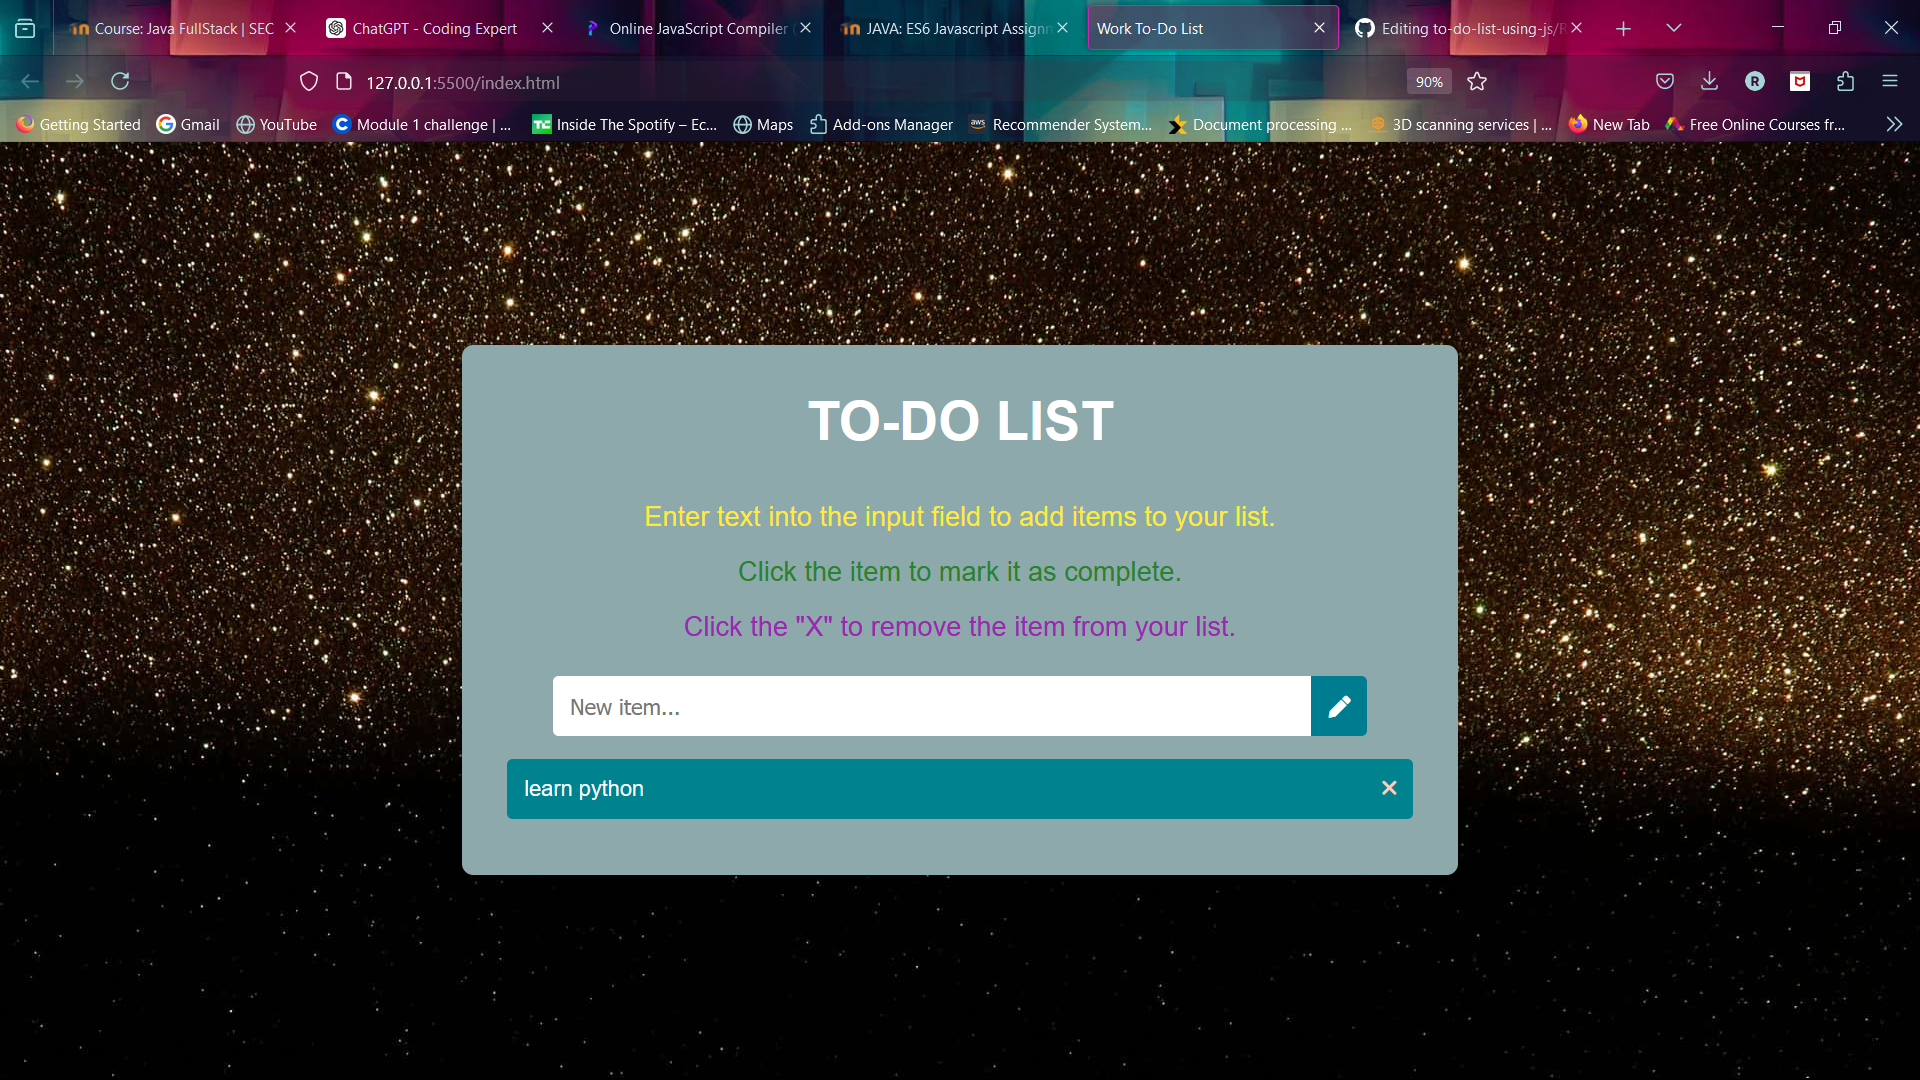 Course: Java FullStack | SEC
ChatGPT - Coding Expert
Online JavaScript Compiler
JAVA: ES6 Javascript Assignm
Work To-Do List
Editing to-do-list-using-js/R
127.0.0.1:5500/index.html
90%
R
Getting Started
Gmail
YouTube
C
Module 1 challenge | ...
TC
Inside The Spotify – Ec...
Maps
Add-ons Manager
aws
Recommender System...
Document processing ...
3D scanning services | ...
New Tab
Free Online Courses fr...
TO-DO LIST
Enter text into the input field to add items to your list.
Click the item to mark it as complete.
Click the "X" to remove the item from your list.
New item...
learn python